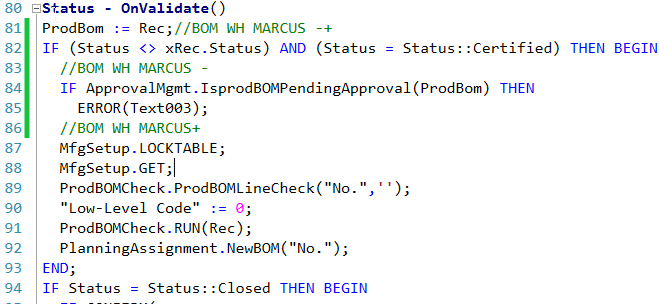 80 Status - OnValidate()
81 ProdBom := Rec;//BOM WH MARCUS -+
82 IF (Status <> xRec.Status) AND (Status = Status::Certified) THEN BEGIN
83 //BOM WH MARCUS -
84 IF ApprovalMgmt.IsprodBOMPendingApproval(ProdBom) THEN
85 ERROR(Text003);
86 //BOM WH MARCUS+
87 MfgSetup.LOCKTABLE;
88 MfgSetup.GET;
89 ProdBOMCheck.ProdBOMLineCheck("No.",'');
90 "Low-Level Code" := 0;
91 ProdBOMCheck.RUN(Rec);
92 PlanningAssignment.NewBOM("No.");
93 END;
94 IF Status = Status::Closed THEN BEGIN